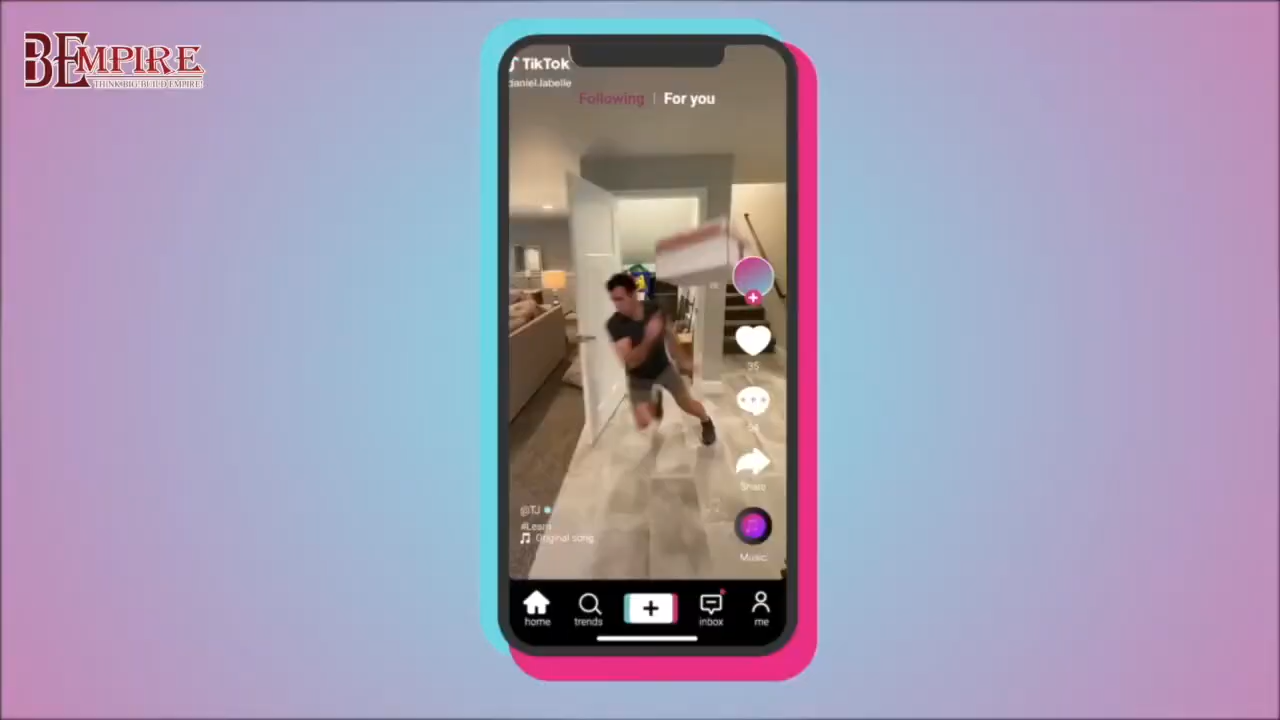 BEMPIRE
THINK BIG BUILD EMPIRE!
TikTok
daniel.labelle
Following | For you
35
Share
@TJ
#Learn
Original song
Music
home
trends
inbox
me